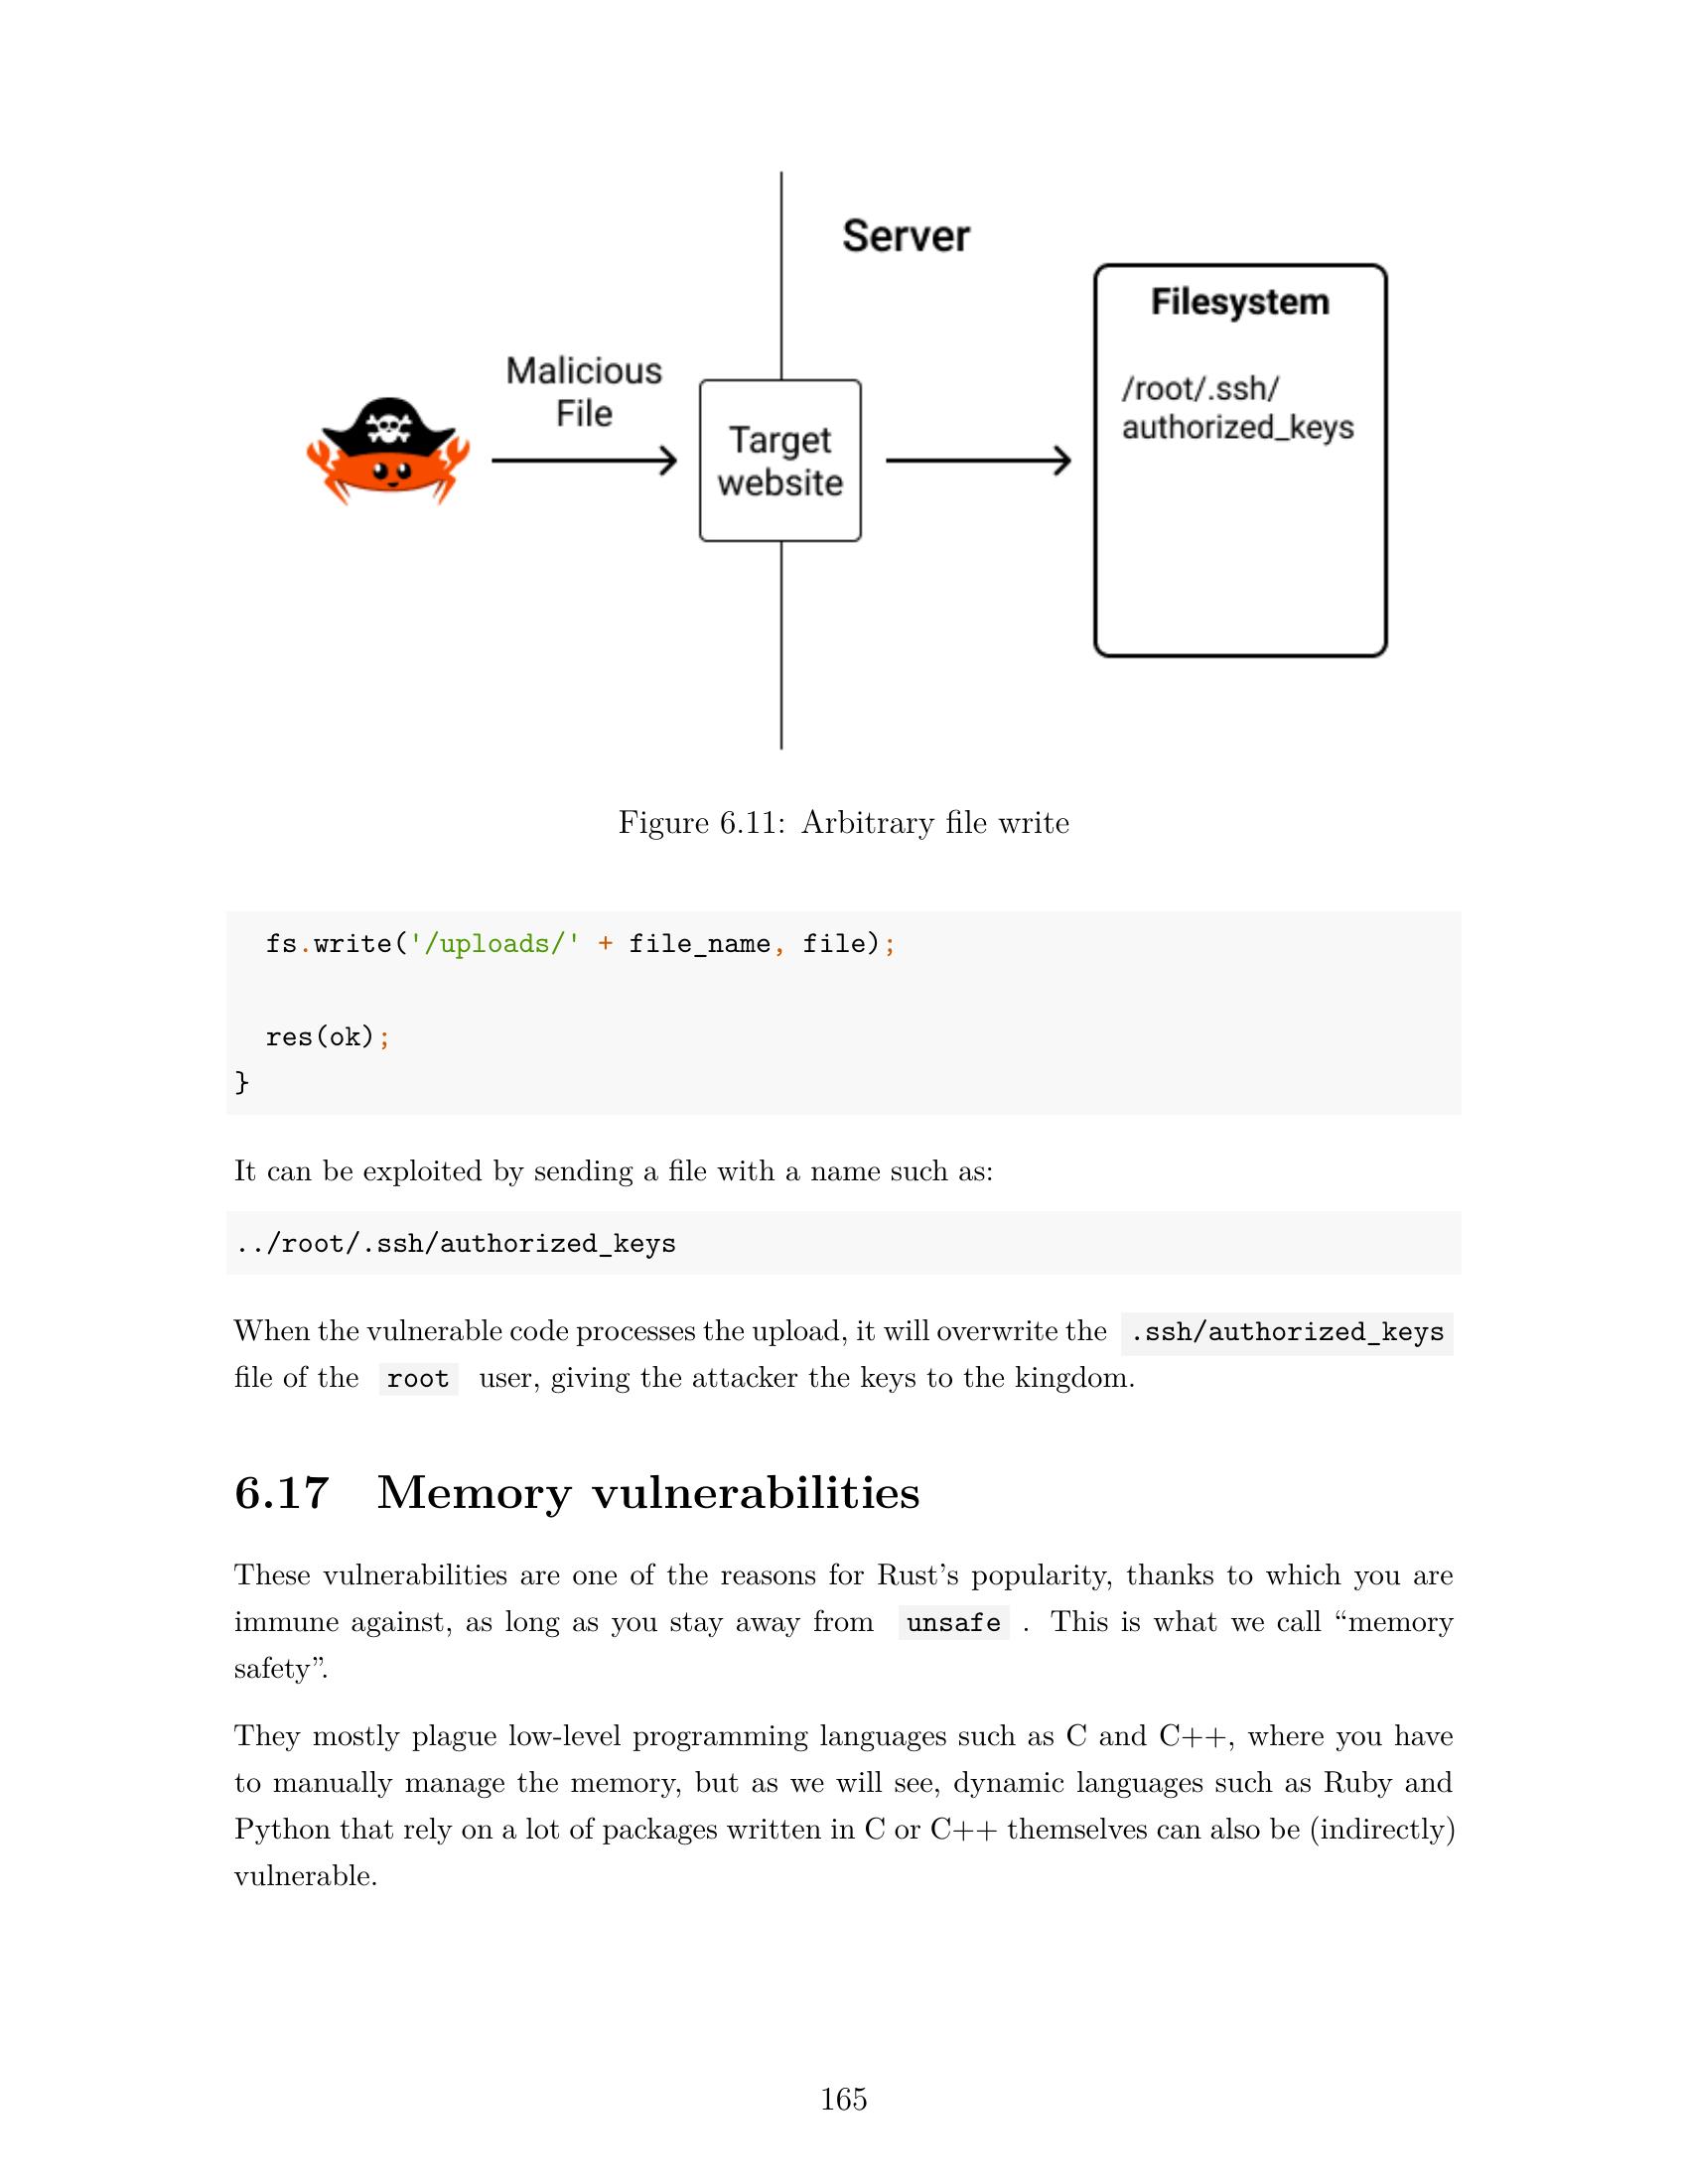 Server
Filesystem
Malicious
File
/root/.ssh/
authorized_keys
Target
website
Figure 6.11: Arbitrary file write
fs.write('/uploads/' + file_name, file);
res(ok);
}
It can be exploited by sending a file with a name such as:
../root/.ssh/authorized_keys
When the vulnerable code processes the upload, it will overwrite the .ssh/authorized_keys
file of the root user, giving the attacker the keys to the kingdom.
6.17 Memory vulnerabilities
These vulnerabilities are one of the reasons for Rust’s popularity, thanks to which you are
immune against, as long as you stay away from unsafe . This is what we call “memory
safety”.
They mostly plague low-level programming languages such as C and C++, where you have
to manually manage the memory, but as we will see, dynamic languages such as Ruby and
Python that rely on a lot of packages written in C or C++ themselves can also be (indirectly)
vulnerable.
165